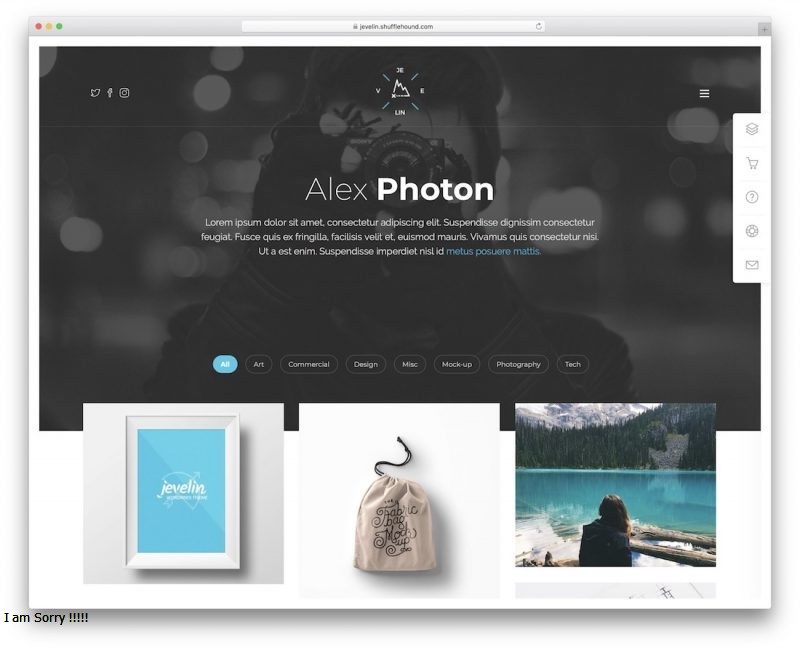 jevelin.shufflehound.com
JE
V E
LIN
Alex Photon
Lorem ipsum dolor sit amet, consectetur adipiscing elit. Suspendisse dignissim consectetur
feugiat. Fusce quis ex fringilla, facilisis velit et, euismod mauris. Vivamus quis consectetur nisi.
Ut a est enim. Suspendisse imperdiet nisl id metus posuere mattis.
All Art Commercial Design Misc Mock-up Photography Tech
jevelin
WORDPRESS THEME
THE
Fabric
bag
Mock
up
I am Sorry !!!!!